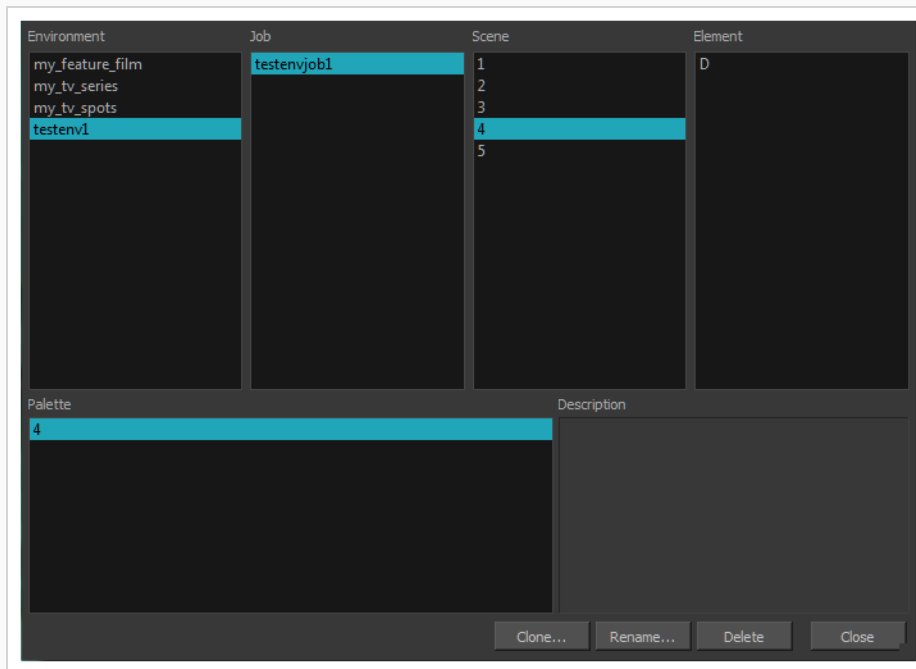 Environment
Job
Scene
Element
my_feature_film
my_tv_series
my_tv_spots
testenv1
testenvjob1
1
2
3
4
5
D
Palette
Description
4
Clone...
Rename...
Delete
Close